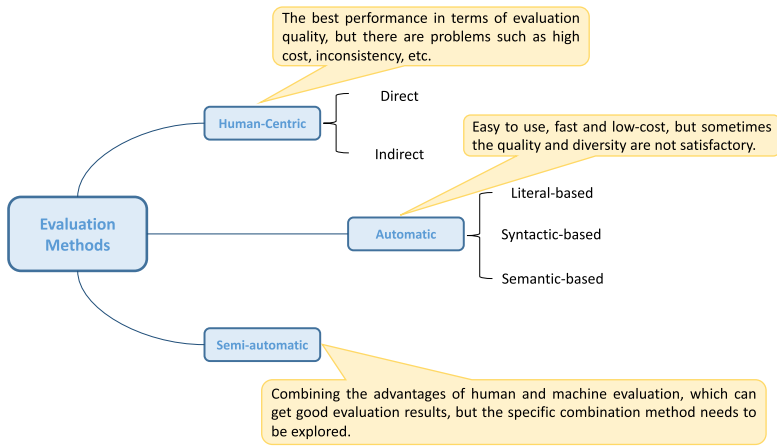 The best performance in terms of evaluation
quality, but there are problems such as high
cost, inconsistency, etc.
Direct
Human-Centric
Indirect
Easy to use, fast and low-cost, but sometimes
the quality and diversity are not satisfactory.
Literal-based
Evaluation
Methods
Automatic
Syntactic-based
Semantic-based
Semi-automatic
Combining the advantages of human and machine evaluation, which can
get good evaluation results, but the specific combination method needs to
be explored.